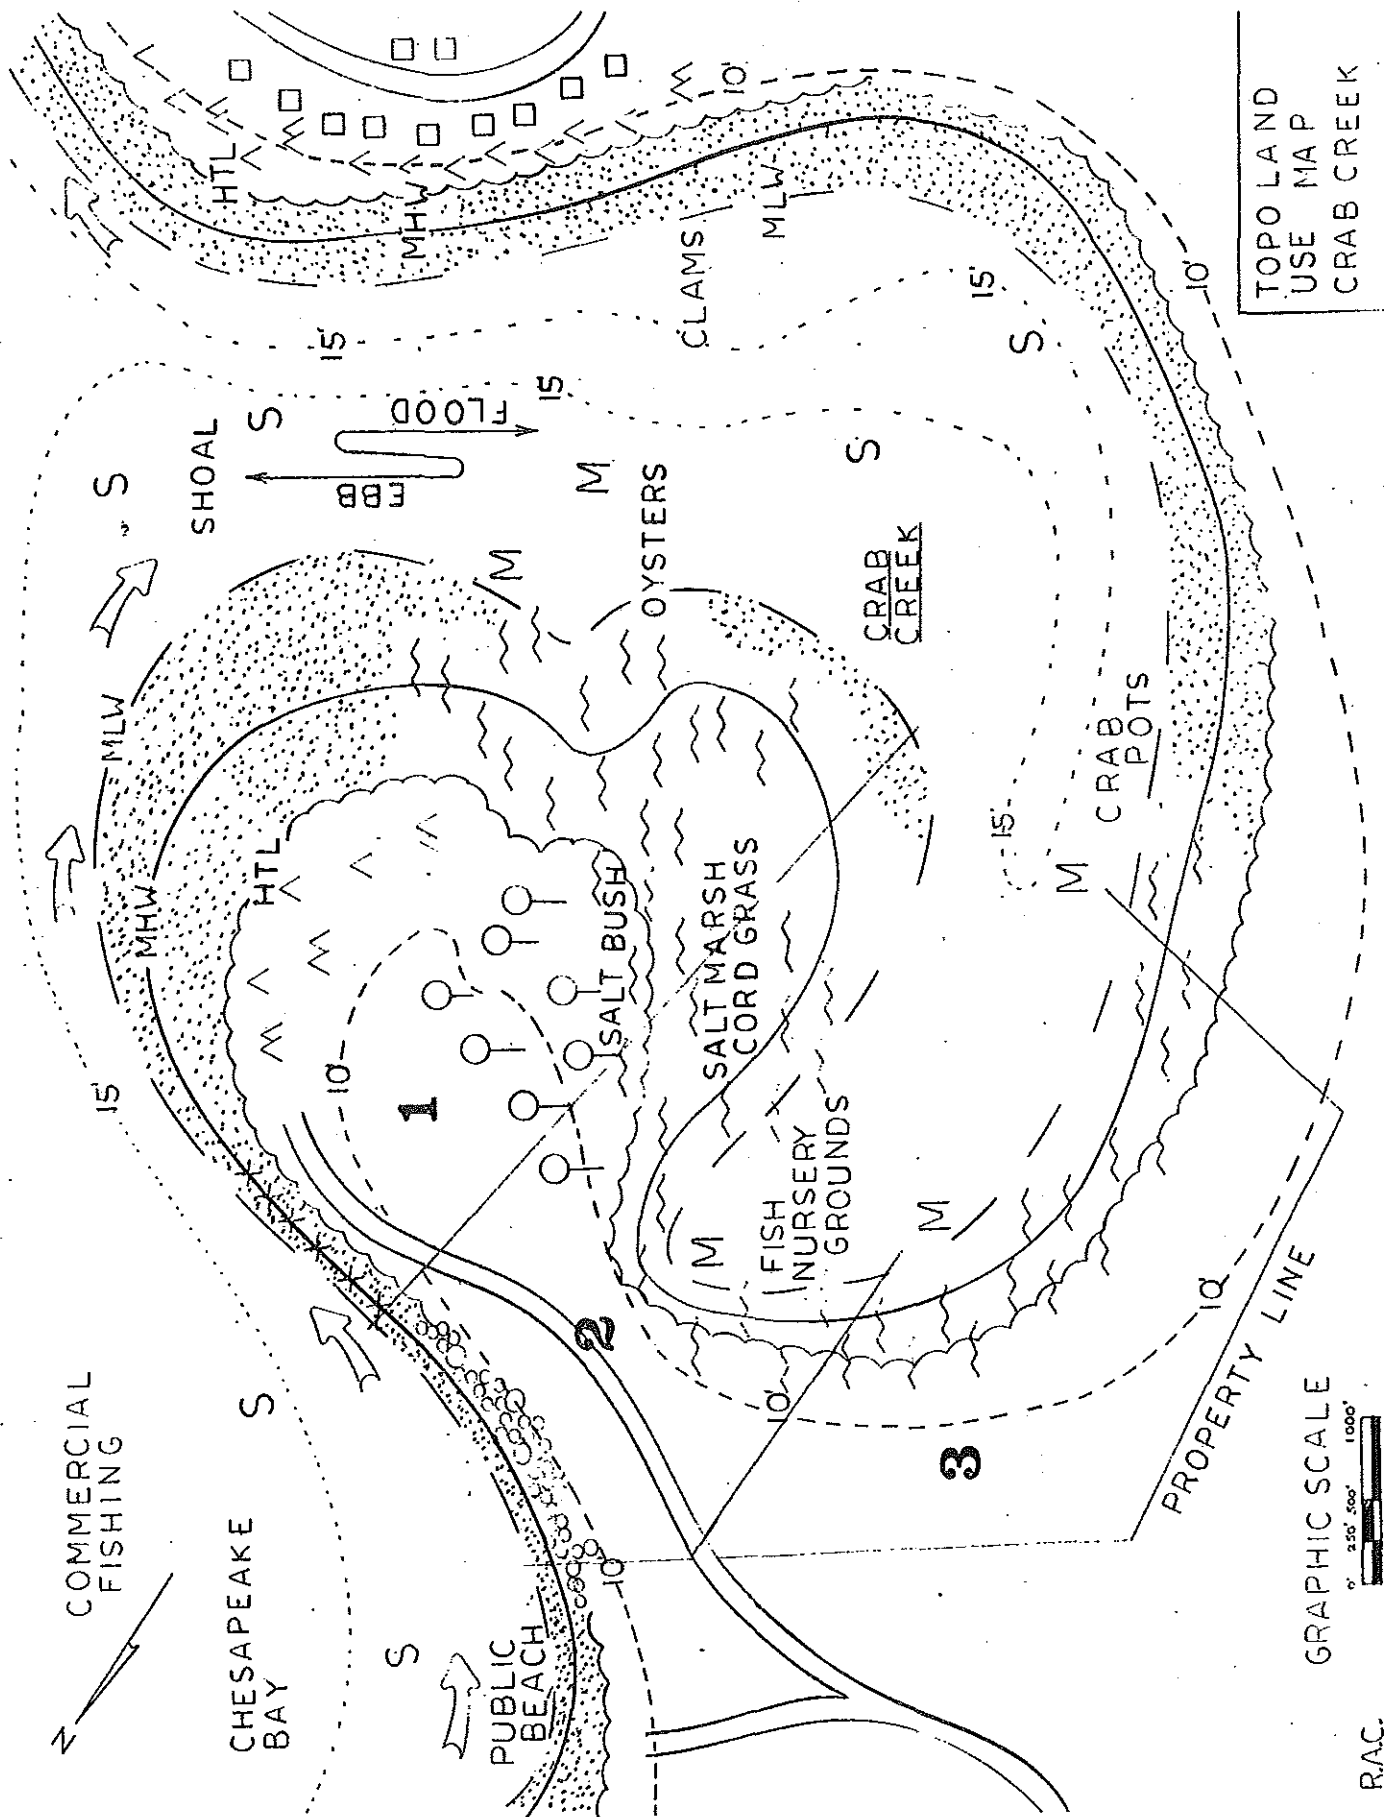 COMMERCIAL
FISHING
N
CHESAPEAKE
BAY
S
S
PUBLIC
BEACH
15'
MHW
MLW
HTL
10'
1
2
3
10'
10'
10'
SALT BUSH
SALT MARSH
CORD GRASS
FISH
NURSERY
GROUNDS
M
M
M
M
M
S
SHOAL
S
EBB
FLOOD
15'
15'
OYSTERS
CRAB
CREEK
S
CLAMS
15'
S
15'
CRAB
POTS
HTL
MHW
MLW
10'
10'
PROPERTY LINE
GRAPHIC SCALE
0' 250' 500' 1000'
R.A.C.
TOPO LAND
USE MAP
CRAB CREEK